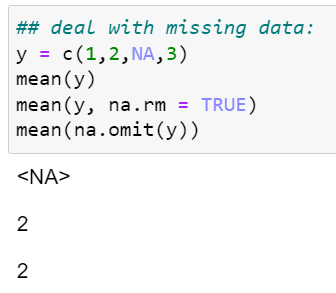 ## deal with missing data:
y = c(1,2,NA,3)
mean(y)
mean(y, na.rm = TRUE)
mean(na.omit(y))
<NA>
2
2